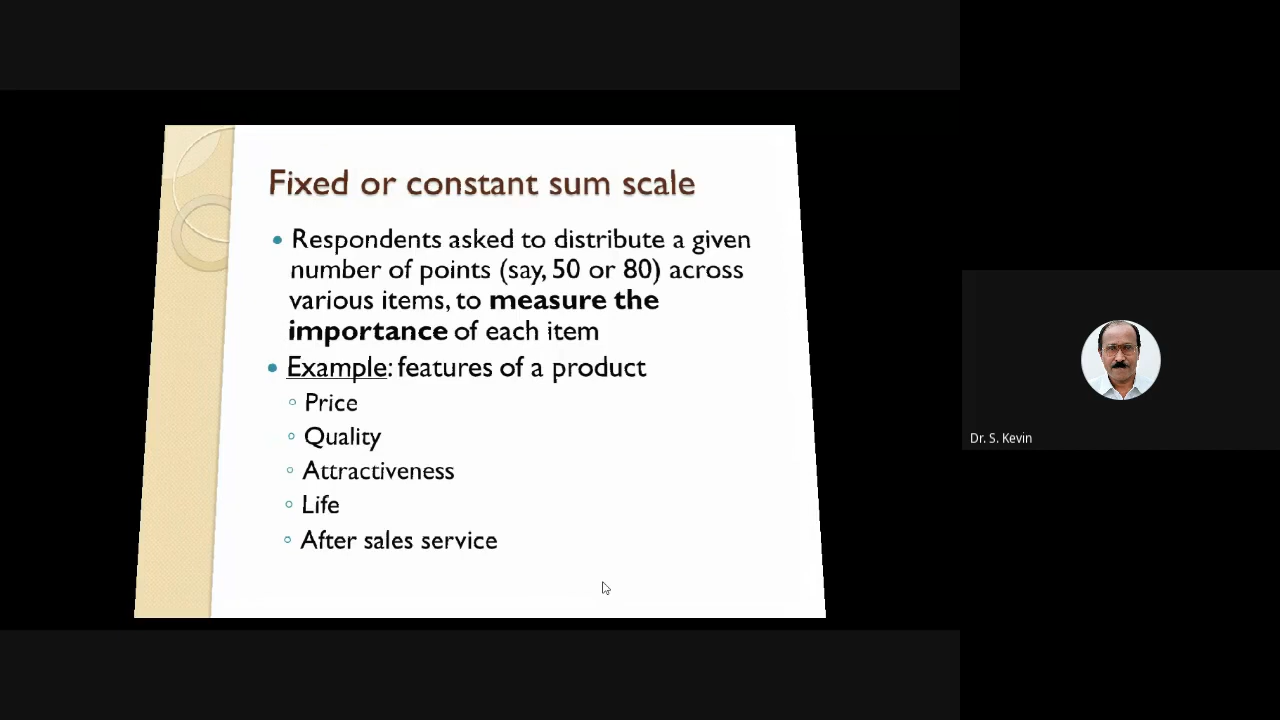 Fixed or constant sum scale
• Respondents asked to distribute a given
number of points (say, 50 or 80) across
various items, to measure the
importance of each item
• Example: features of a product
◦ Price
◦ Quality
◦ Attractiveness
◦ Life
◦ After sales service
Dr. S. Kevin